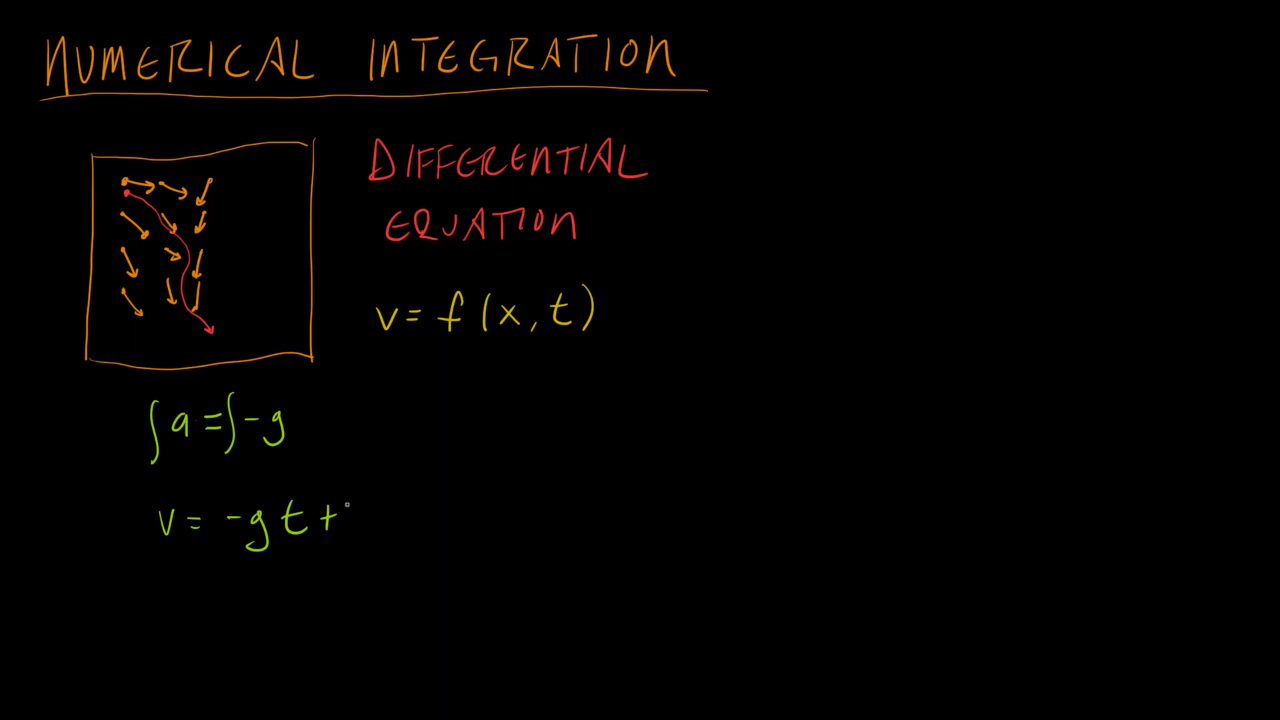 NUMERICAL INTEGRATION
DIFFERENTIAL
EQUATION
v = f(x, t)
∫a = ∫-g
v = -gt +